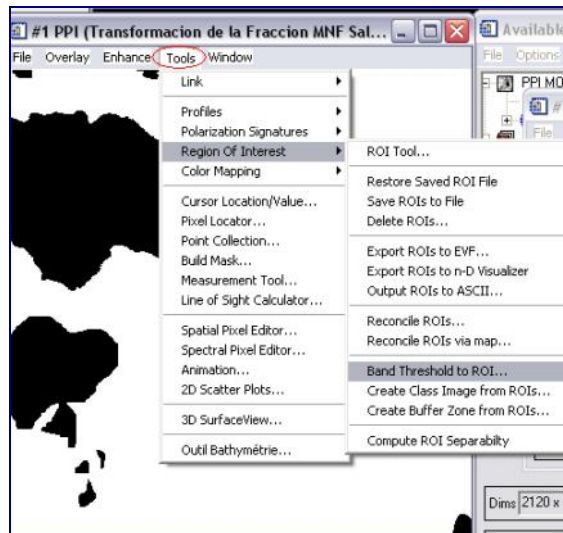 #1 PPI (Transformacion de la Fraccion MNF Sal...
Available
File Overlay Enhance Tools Window
File Options
Link
PPI MO
Profiles
Polarization Signatures
Region Of Interest
Color Mapping
Cursor Location/Value...
Pixel Locator...
Point Collection...
Build Mask...
Measurement Tool...
Line of Sight Calculator...
Spatial Pixel Editor...
Spectral Pixel Editor...
Animation...
2D Scatter Plots...
3D SurfaceView...
Outil Bathymétrie...
#
File
ROI Tool...
Restore Saved ROI File
Save ROIs to File
Delete ROIs...
Export ROIs to EVF...
Export ROIs to n-D Visualizer
Output ROIs to ASCII...
Reconcile ROIs...
Reconcile ROIs via map...
Band Threshold to ROI...
Create Class Image from ROIs...
Create Buffer Zone from ROIs...
Compute ROI Separabilty
Dims 2120 x